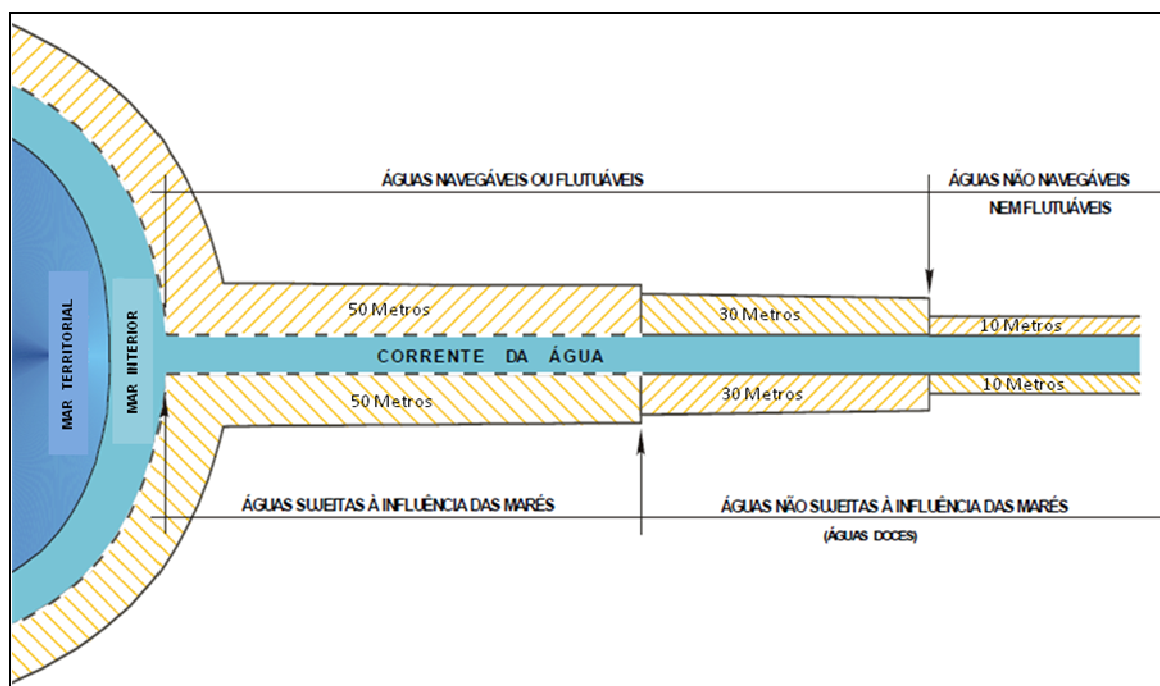 ÁGUAS NAVEGÁVEIS OU FLUTUÁVEIS
ÁGUAS NÃO NAVEGÁVEIS
NEM FLUTUÁVEIS
50 Metros
30 Metros
10 Metros
MAR TERRITORIAL
MAR INTERIOR
CORRENTE DA ÁGUA
50 Metros
30 Metros
10 Metros
ÁGUAS SUJEITAS À INFLUÊNCIA DAS MARÉS
ÁGUAS NÃO SUJEITAS À INFLUÊNCIA DAS MARÉS
(ÁGUAS DOCES)